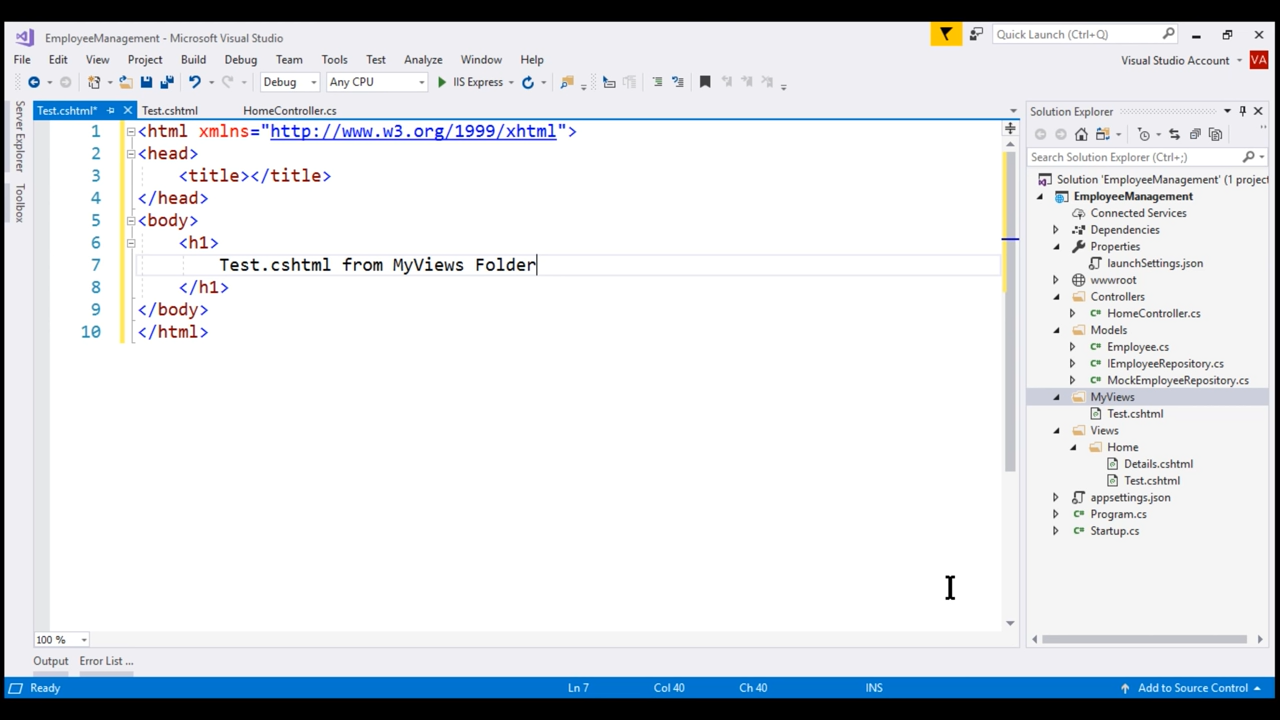 EmployeeManagement - Microsoft Visual Studio
Quick Launch (Ctrl+Q)
File Edit View Project Build Debug Team Tools Test Analyze Window Help
Visual Studio Account
VA
Debug Any CPU IIS Express
Server Explorer
Toolbox
Test.cshtml* Test.cshtml HomeController.cs
1 <html xmlns="http://www.w3.org/1999/xhtml">
2 <head>
3 <title></title>
4 </head>
5 <body>
6 <h1>
7 Test.cshtml from MyViews Folder
8 </h1>
9 </body>
10 </html>
100 %
Solution Explorer
Search Solution Explorer (Ctrl+;)
Solution 'EmployeeManagement' (1 project
EmployeeManagement
Connected Services
Dependencies
Properties
launchSettings.json
wwwroot
Controllers
C# HomeController.cs
Models
C# Employee.cs
C# IEmployeeRepository.cs
C# MockEmployeeRepository.cs
MyViews
Test.cshtml
Views
Home
Details.cshtml
Test.cshtml
appsettings.json
C# Program.cs
C# Startup.cs
Output Error List ...
Ready Ln 7 Col 40 Ch 40 INS Add to Source Control